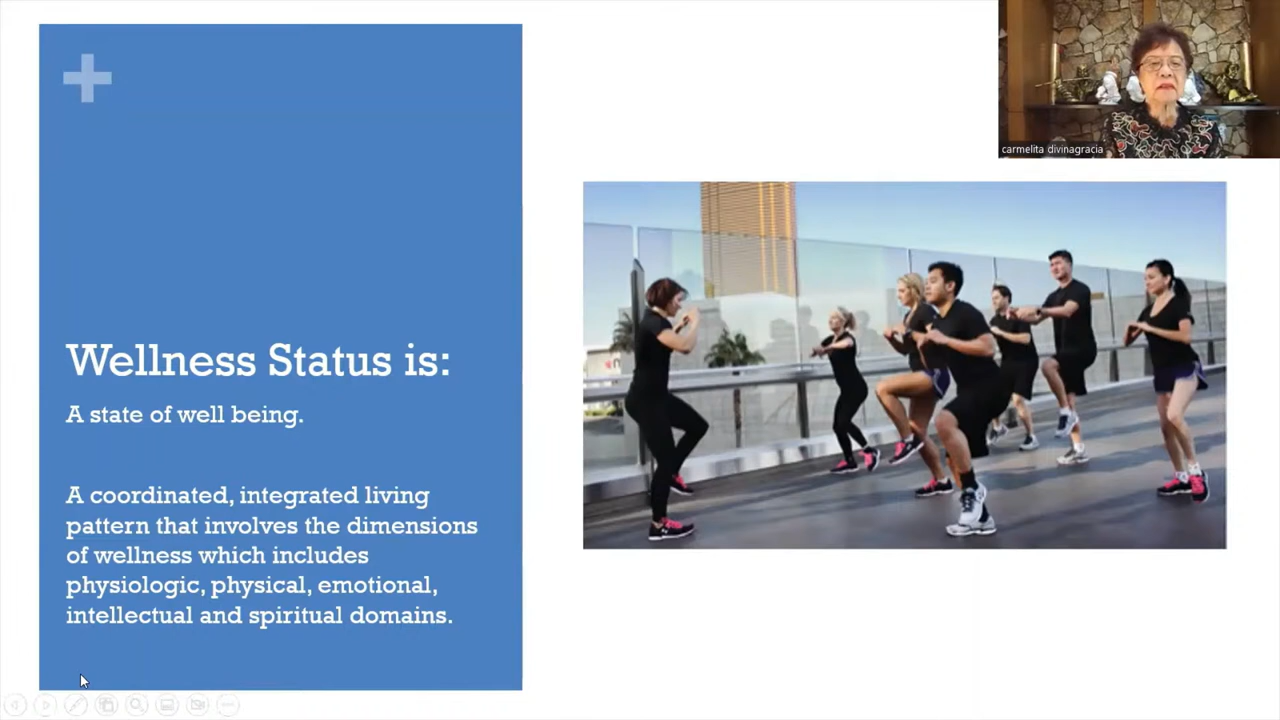 carmelita divinagracia
Wellness Status is:
A state of well being.
A coordinated, integrated living
pattern that involves the dimensions
of wellness which includes
physiologic, physical, emotional,
intellectual and spiritual domains.